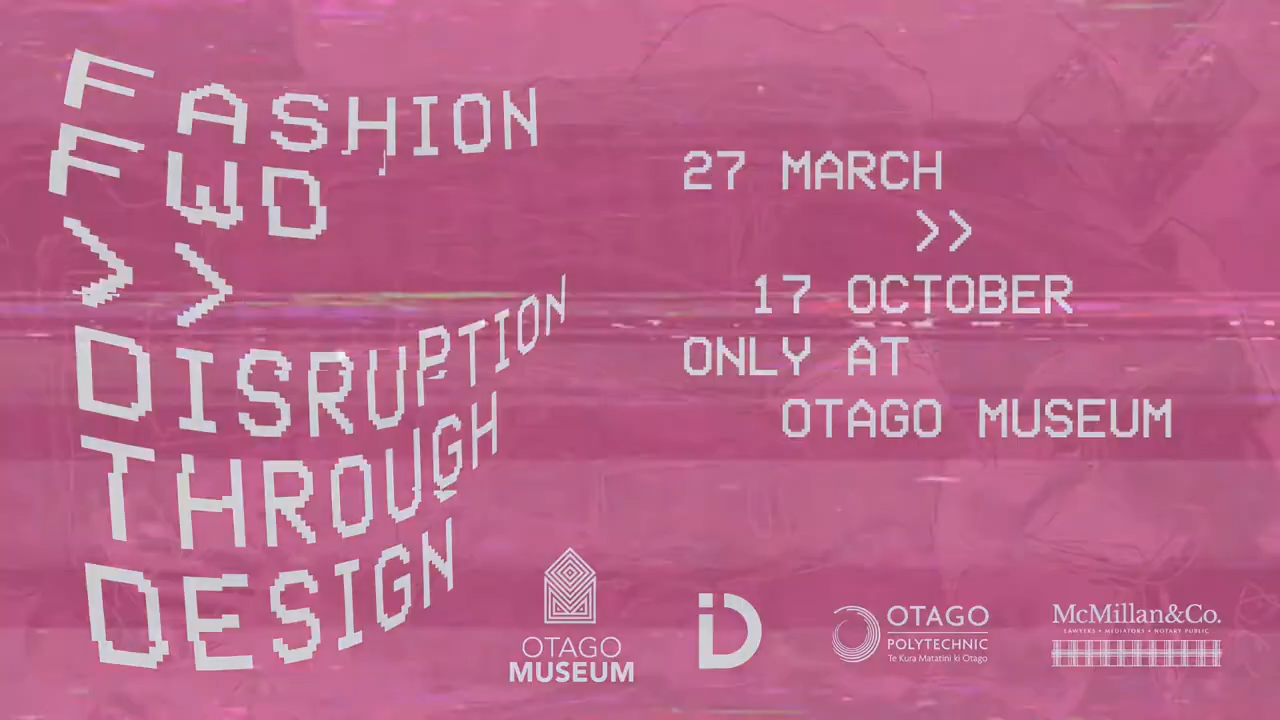 FASHION
FWD
>>
DISRUPTION
THROUGH
DESIGN
27 MARCH
>>
17 OCTOBER
ONLY AT
OTAGO MUSEUM
OTAGO
MUSEUM
iD
OTAGO
POLYTECHNIC
Te Kura Matatini ki Otago
McMillan&Co.
LAWYERS • MEDIATORS • NOTARY PUBLIC